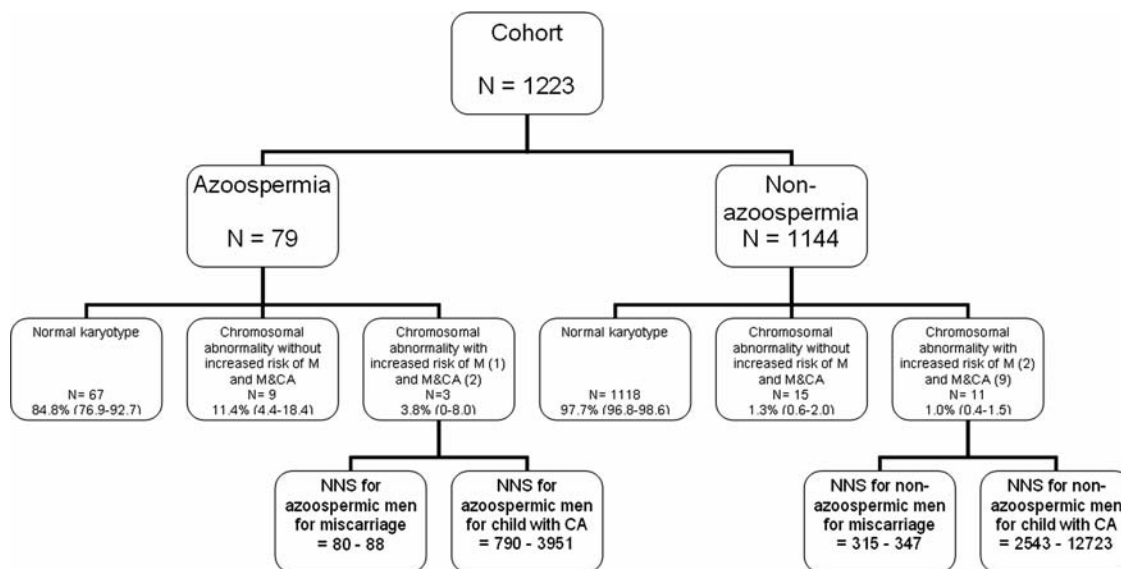 Cohort
N = 1223
Azoospermia
N = 79
Non-
azoospermia
N = 1144
Normal karyotype
N= 67
84.8% (76.9-92.7)
Chromosomal
abnormality without
increased risk of M
and M&CA
N= 9
11.4% (4.4-18.4)
Chromosomal
abnormality with
increased risk of M (1)
and M&CA (2)
N=3
3.8% (0-8.0)
Normal karyotype
N= 1118
97.7% (96.8-98.6)
Chromosomal
abnormality without
increased risk of M
and M&CA
N= 15
1.3% (0.6-2.0)
Chromosomal
abnormality with
increased risk of M (2)
and M&CA (9)
N= 11
1.0% (0.4-1.5)
NNS for
azoospermic men
for miscarriage
= 80 - 88
NNS for
azoospermic men
for child with CA
= 790 - 3951
NNS for non-
azoospermic men
for miscarriage
= 315 - 347
NNS for non-
azoospermic men
for child with CA
= 2543 - 12723